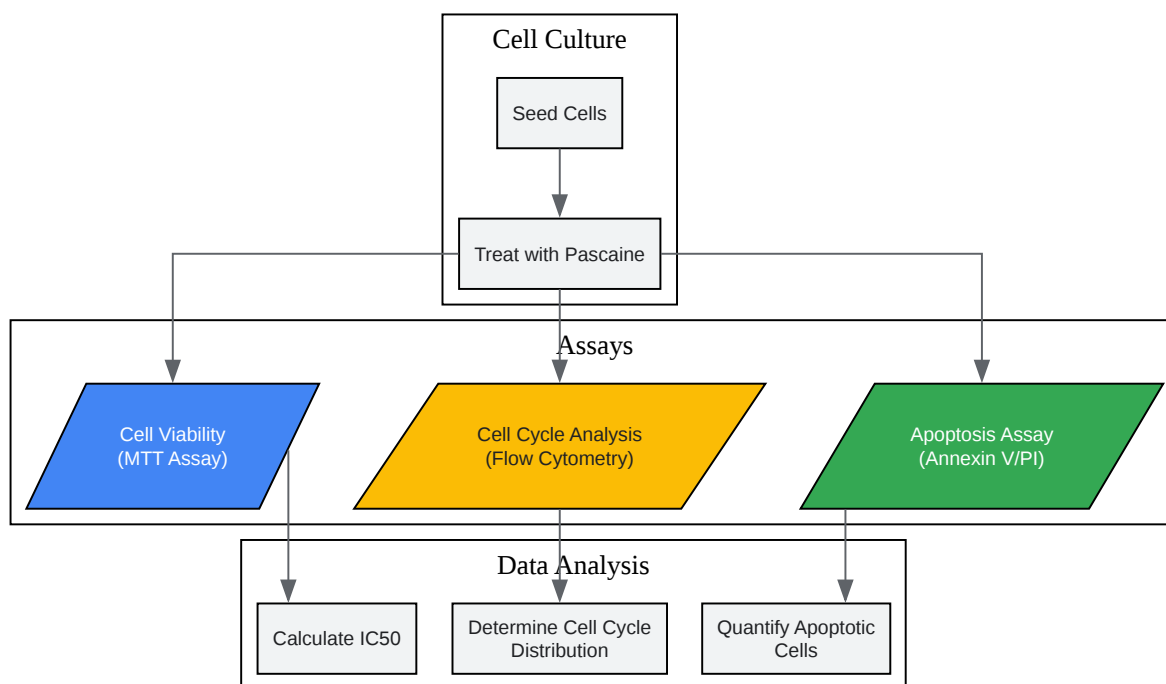 Cell Culture
Seed Cells
Treat with Pascaine
Assays
Cell Viability
(MTT Assay)
Cell Cycle Analysis
(Flow Cytometry)
Apoptosis Assay
(Annexin V/PI)
Data Analysis
Calculate IC50
Determine Cell Cycle
Distribution
Quantify Apoptotic
Cells